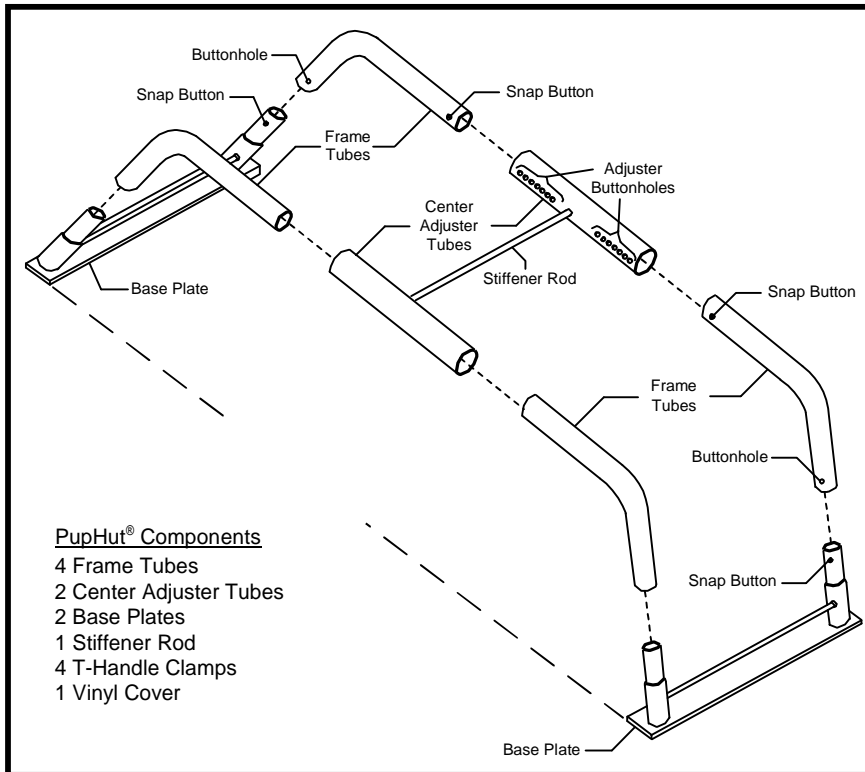 Buttonhole
Snap Button
Snap Button
Frame
Tubes
Adjuster
Buttonholes
Center
Adjuster
Tubes
Stiffener Rod
Base Plate
Snap Button
Frame
Tubes
Buttonhole
Snap Button
Base Plate
PupHut® Components
4 Frame Tubes
2 Center Adjuster Tubes
2 Base Plates
1 Stiffener Rod
4 T-Handle Clamps
1 Vinyl Cover